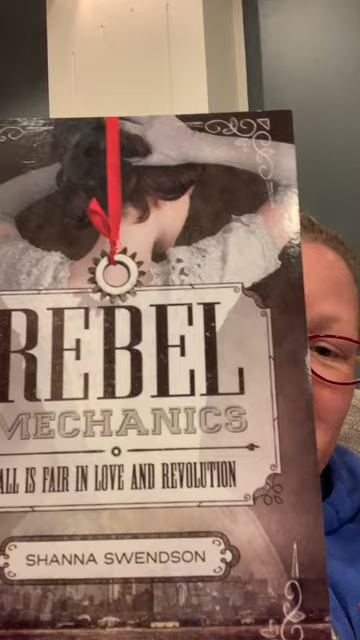 REBEL
MECHANICS
ALL IS FAIR IN LOVE AND REVOLUTION
SHANNA SWENDSON